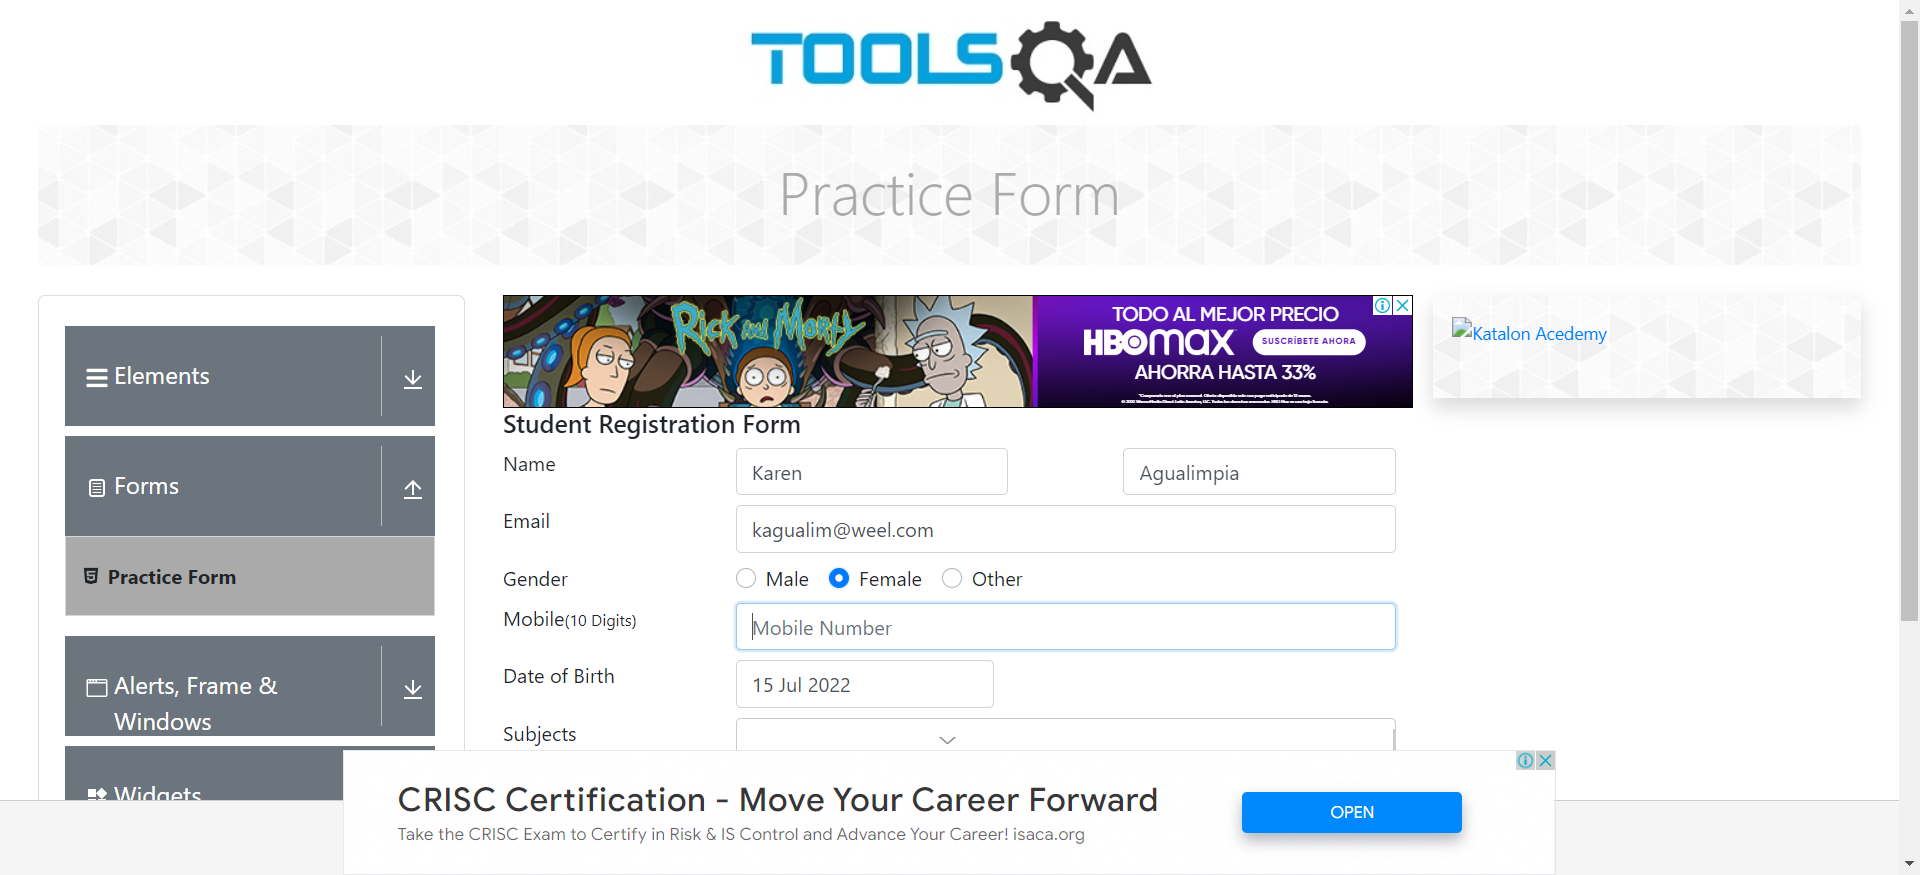 TOOLSQA
Practice Form
Elements
Forms
Practice Form
Alerts, Frame &
Windows
Widgets
Rick and Morty
TODO AL MEJOR PRECIO
HBOMAX
SUSCRÍBETE AHORA
AHORRA HASTA 33%
Katalon Acedemy
Student Registration Form
Name
Karen
Agualimpia
Email
kagualim@weel.com
Gender
Male
Female
Other
Mobile(10 Digits)
Mobile Number
Date of Birth
15 Jul 2022
Subjects
CRISC Certification - Move Your Career Forward
Take the CRISC Exam to Certify in Risk & IS Control and Advance Your Career! isaca.org
OPEN